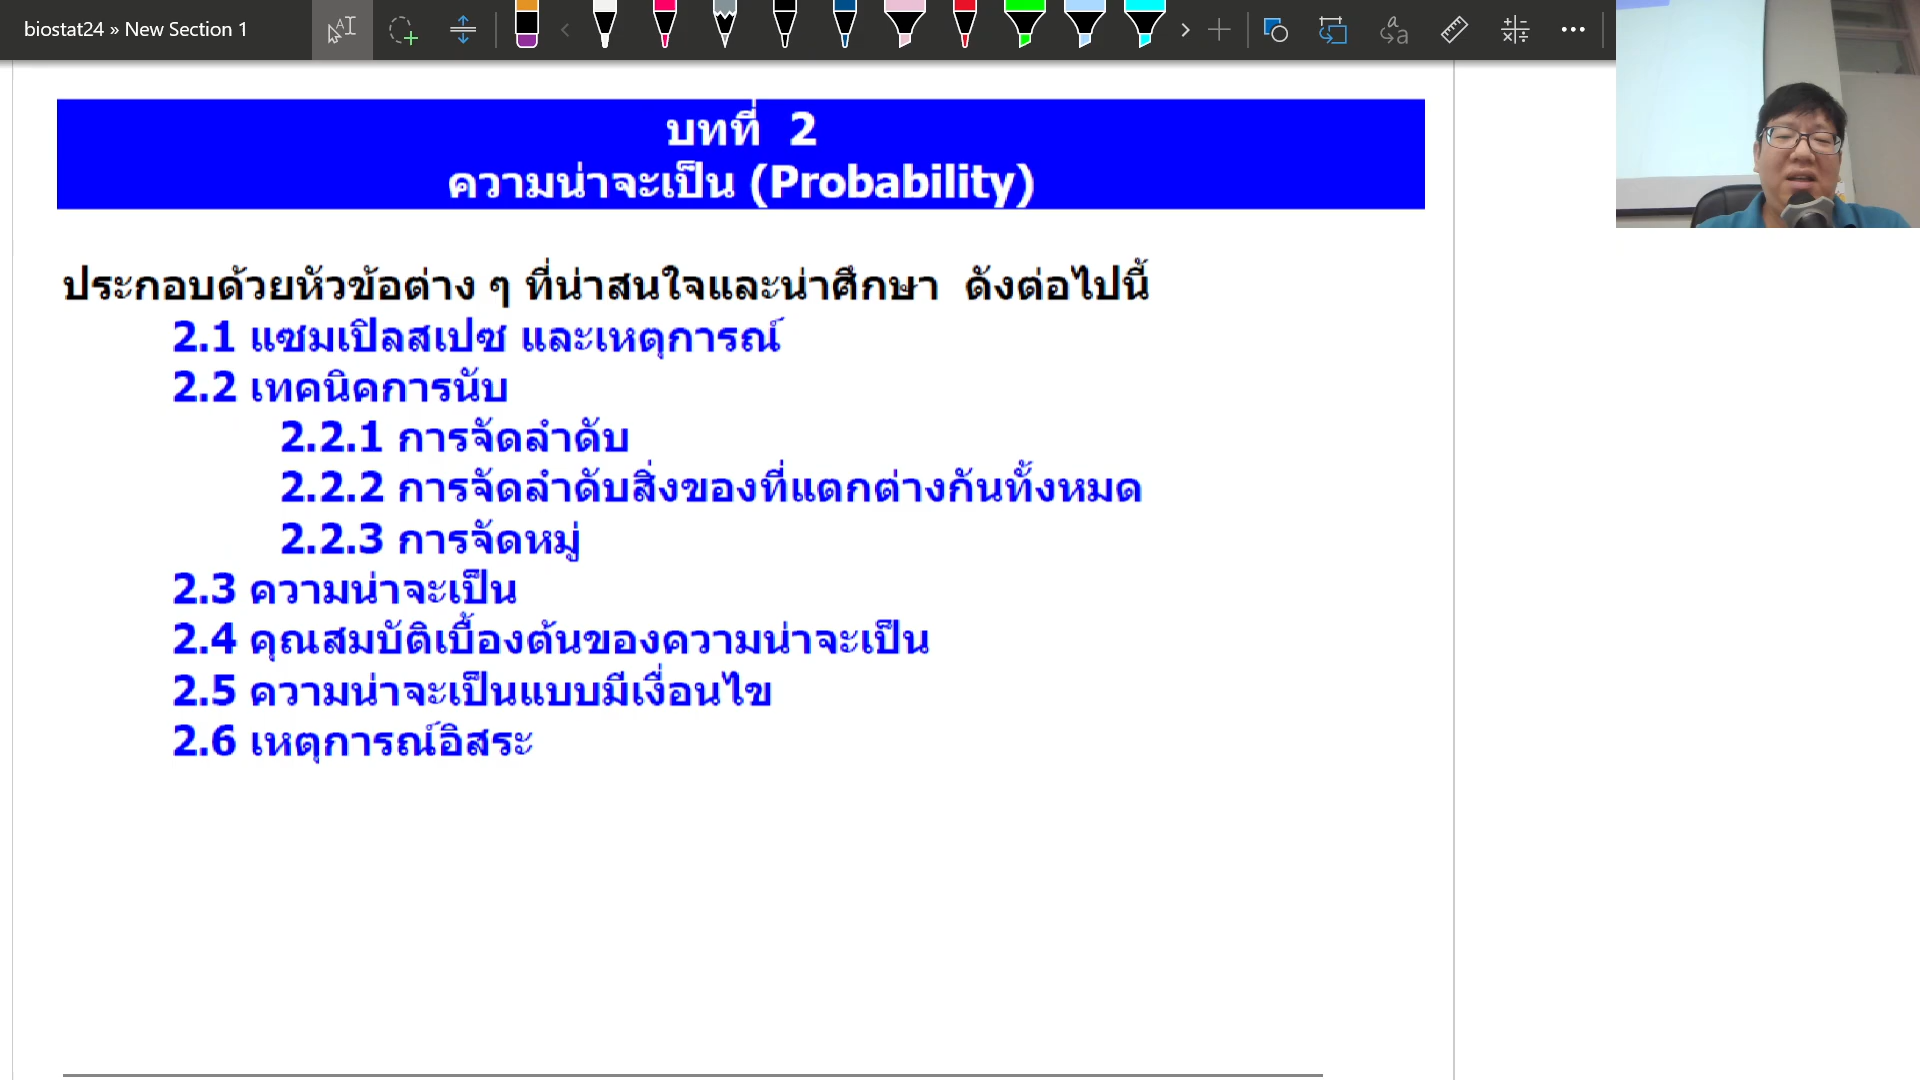 biostat24 » New Section 1
บทที่ 2
ความน่าจะเป็น (Probability)
ประกอบด้วยหัวข้อต่าง ๆ ที่น่าสนใจและน่าศึกษา ดังต่อไปนี้
2.1 แซมเปิลสเปซ และเหตุการณ์
2.2 เทคนิคการนับ
2.2.1 การจัดลำดับ
2.2.2 การจัดลำดับสิ่งของที่แตกต่างกันทั้งหมด
2.2.3 การจัดหมู่
2.3 ความน่าจะเป็น
2.4 คุณสมบัติเบื้องต้นของความน่าจะเป็น
2.5 ความน่าจะเป็นแบบมีเงื่อนไข
2.6 เหตุการณ์อิสระ